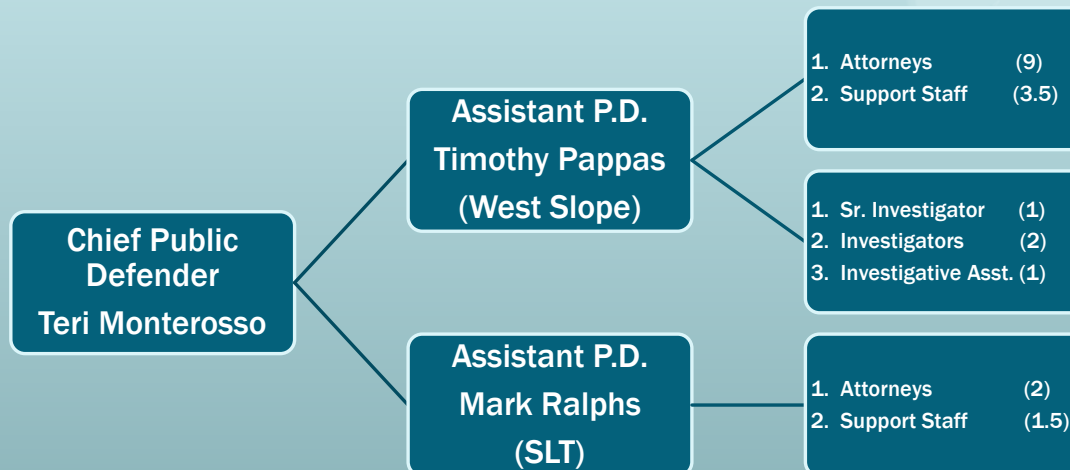 Chief Public
Defender
Teri Monterosso
Assistant P.D.
Timothy Pappas
(West Slope)
1. Attorneys (9)
2. Support Staff (3.5)
1. Sr. Investigator (1)
2. Investigators (2)
3. Investigative Asst. (1)
Assistant P.D.
Mark Ralphs
(SLT)
1. Attorneys (2)
2. Support Staff (1.5)